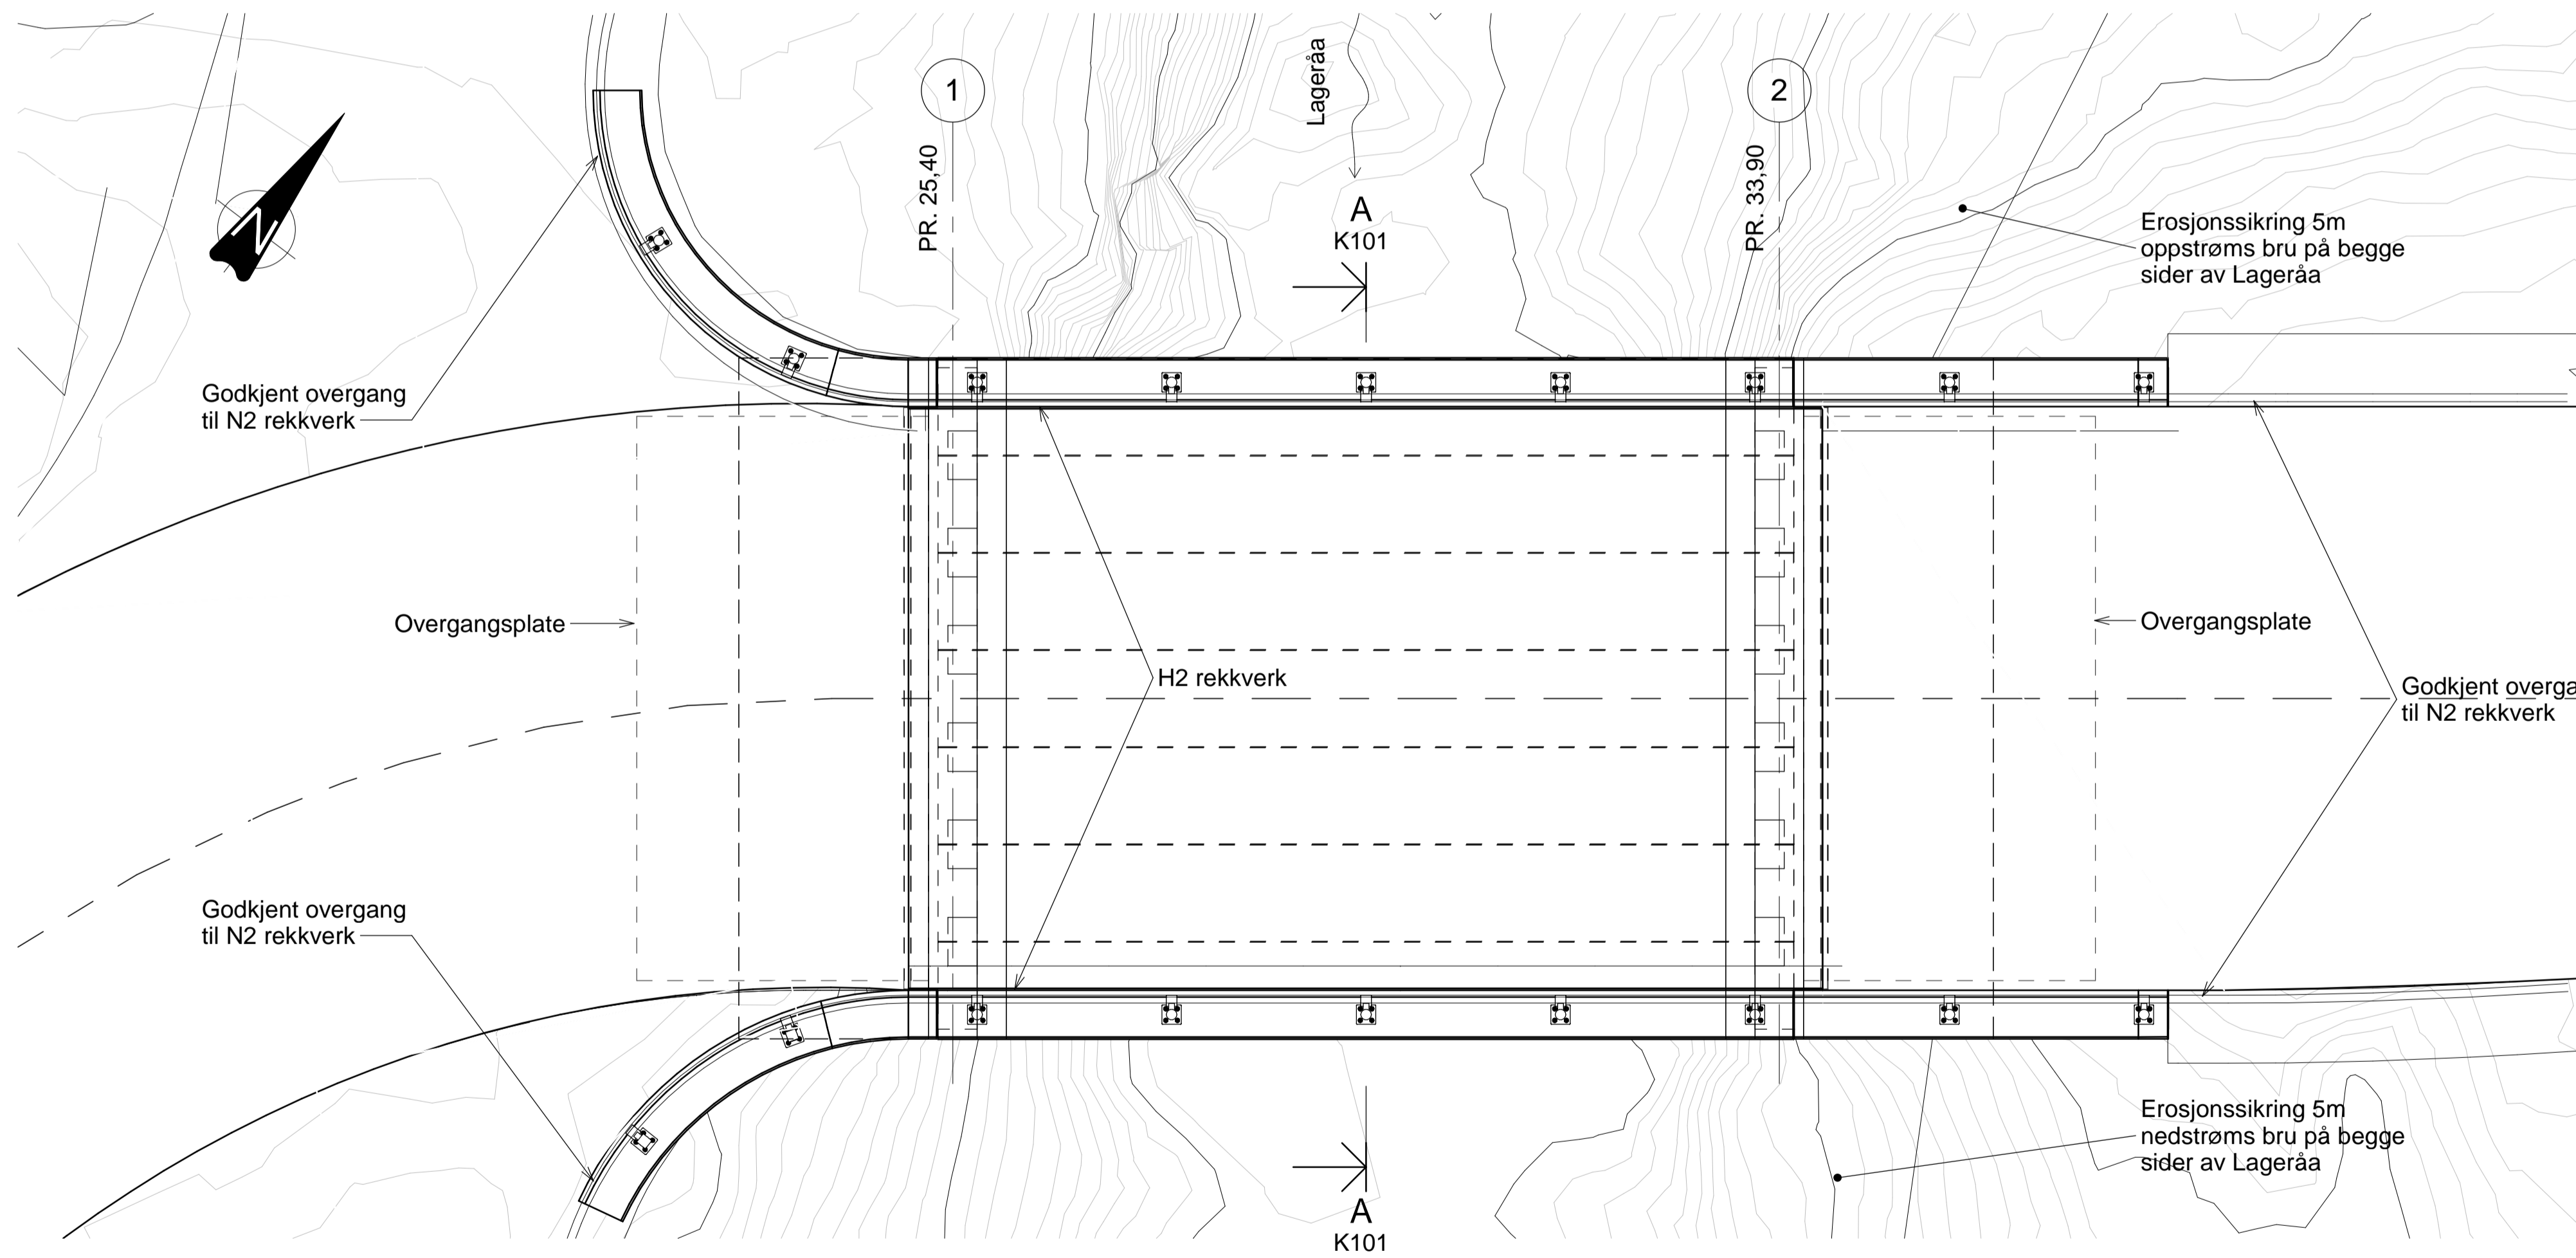 Lageråa
1
2
PR. 25,40
PR. 33,90
A
K101
N
Erosjonssikring 5m
oppstrøms bru på begge
sider av Lageråa
Godkjent overgang
til N2 rekkverk
Overgangsplate
Overgangsplate
H2 rekkverk
Godkjent overga
til N2 rekkverk
Godkjent overgang
til N2 rekkverk
Erosjonssikring 5m
nedstrøms bru på begge
sider av Lageråa
A
K101